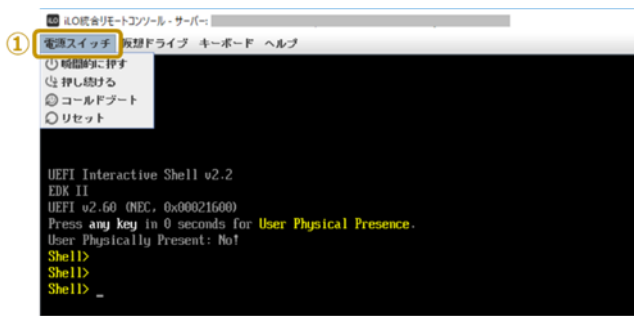 iLO iLO統合リモートコンソール - サーバー:
① 電源スイッチ 仮想ドライブ キーボード ヘルプ
瞬間的に押す
押し続ける
コールドブート
リセット
UEFI Interactive Shell v2.2
EDK II
UEFI v2.60 (NEC, 0x00021600)
Press any key in 0 seconds for User Physical Presence.
User Physically Present: No!
Shell>
Shell>
Shell> _